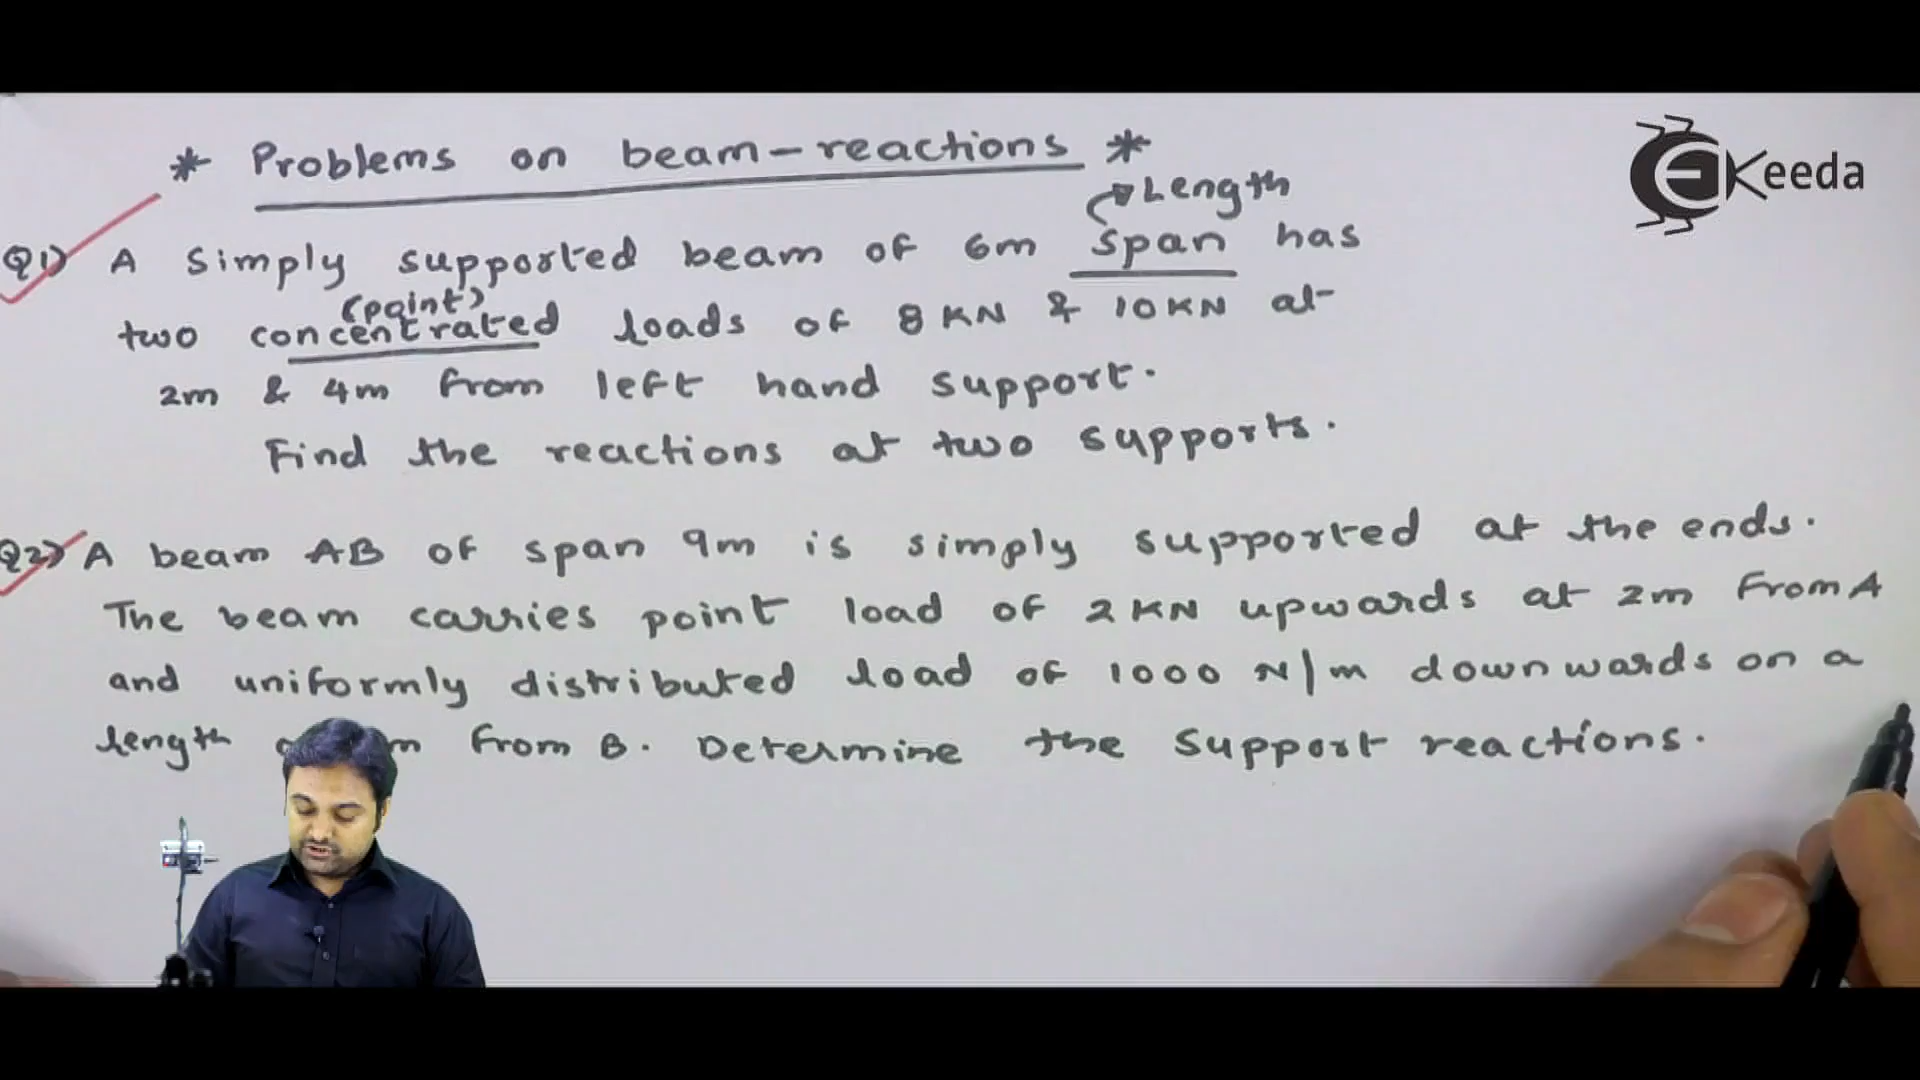 * Problems on beam-reactions *
Length
Q1) A simply supported beam of 6m span has
(point)
two concentrated loads of 8 KN & 10 KN at
2m & 4m from left hand support.
Find the reactions at two supports.
Q2) A beam AB of span 9m is simply supported at the ends.
The beam carries point load of 2 KN upwards at 2m from A
and uniformly distributed load of 1000 N/m downwards on a
length m from B. Determine the support reactions.
EKeeda